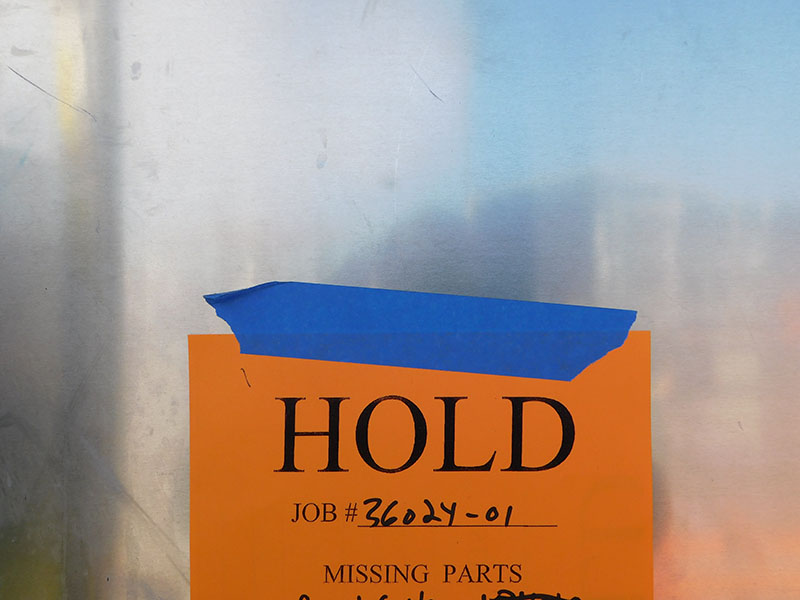 HOLD
JOB # 36024-01
MISSING PARTS